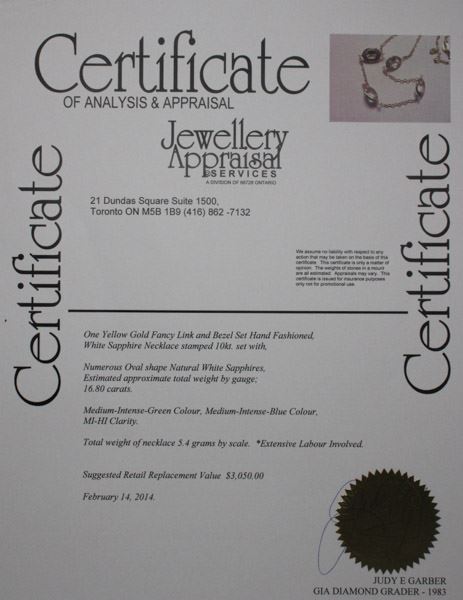 Certificate
OF ANALYSIS & APPRAISAL
Jewellery
Appraisal
SERVICES
A DIVISION OF 88728 ONTARIO
21 Dundas Square Suite 1500,
Toronto ON M5B 1B9 (416) 862 -7132
Certificate
Certificate
We assume no liability with respect to any
action that may be taken on the basis of this
certificate. This certificate is only a matter of
opinion. The weights of stones in a mount
are all estimated. Appraisals may vary. This
certificate is issued for insurance purposes
only not for promotional use.
One Yellow Gold Fancy Link and Bezel Set Hand Fashioned,
White Sapphire Necklace stamped 10kt. set with,
Numerous Oval shape Natural White Sapphires,
Estimated approximate total weight by gauge;
16.80 carats.
Medium-Intense-Green Colour, Medium-Intense-Blue Colour,
MI-HI Clarity.
Total weight of necklace 5.4 grams by scale. *Extensive Labour Involved.
Suggested Retail Replacement Value $3,050.00
February 14, 2014.
JUDY E GARBER
GIA DIAMOND GRADER - 1983